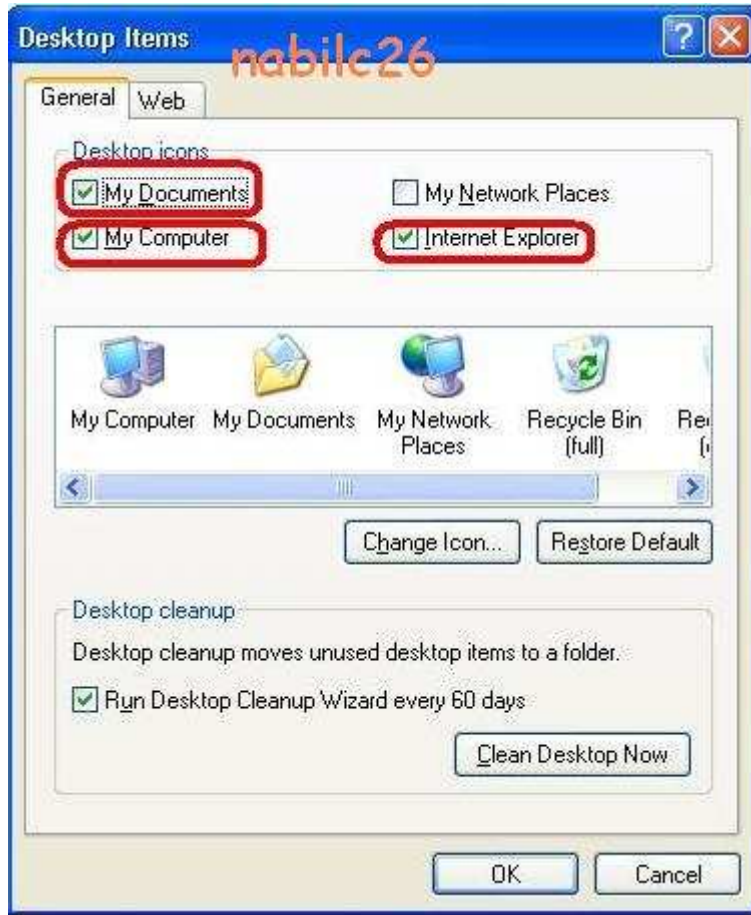 Desktop Items
nabilc26
General Web
Desktop icons
My Documents My Network Places
My Computer Internet Explorer
My Computer My Documents My Network Places Recycle Bin (full)
Change Icon... Restore Default
Desktop cleanup
Desktop cleanup moves unused desktop items to a folder.
Run Desktop Cleanup Wizard every 60 days
Clean Desktop Now
OK Cancel